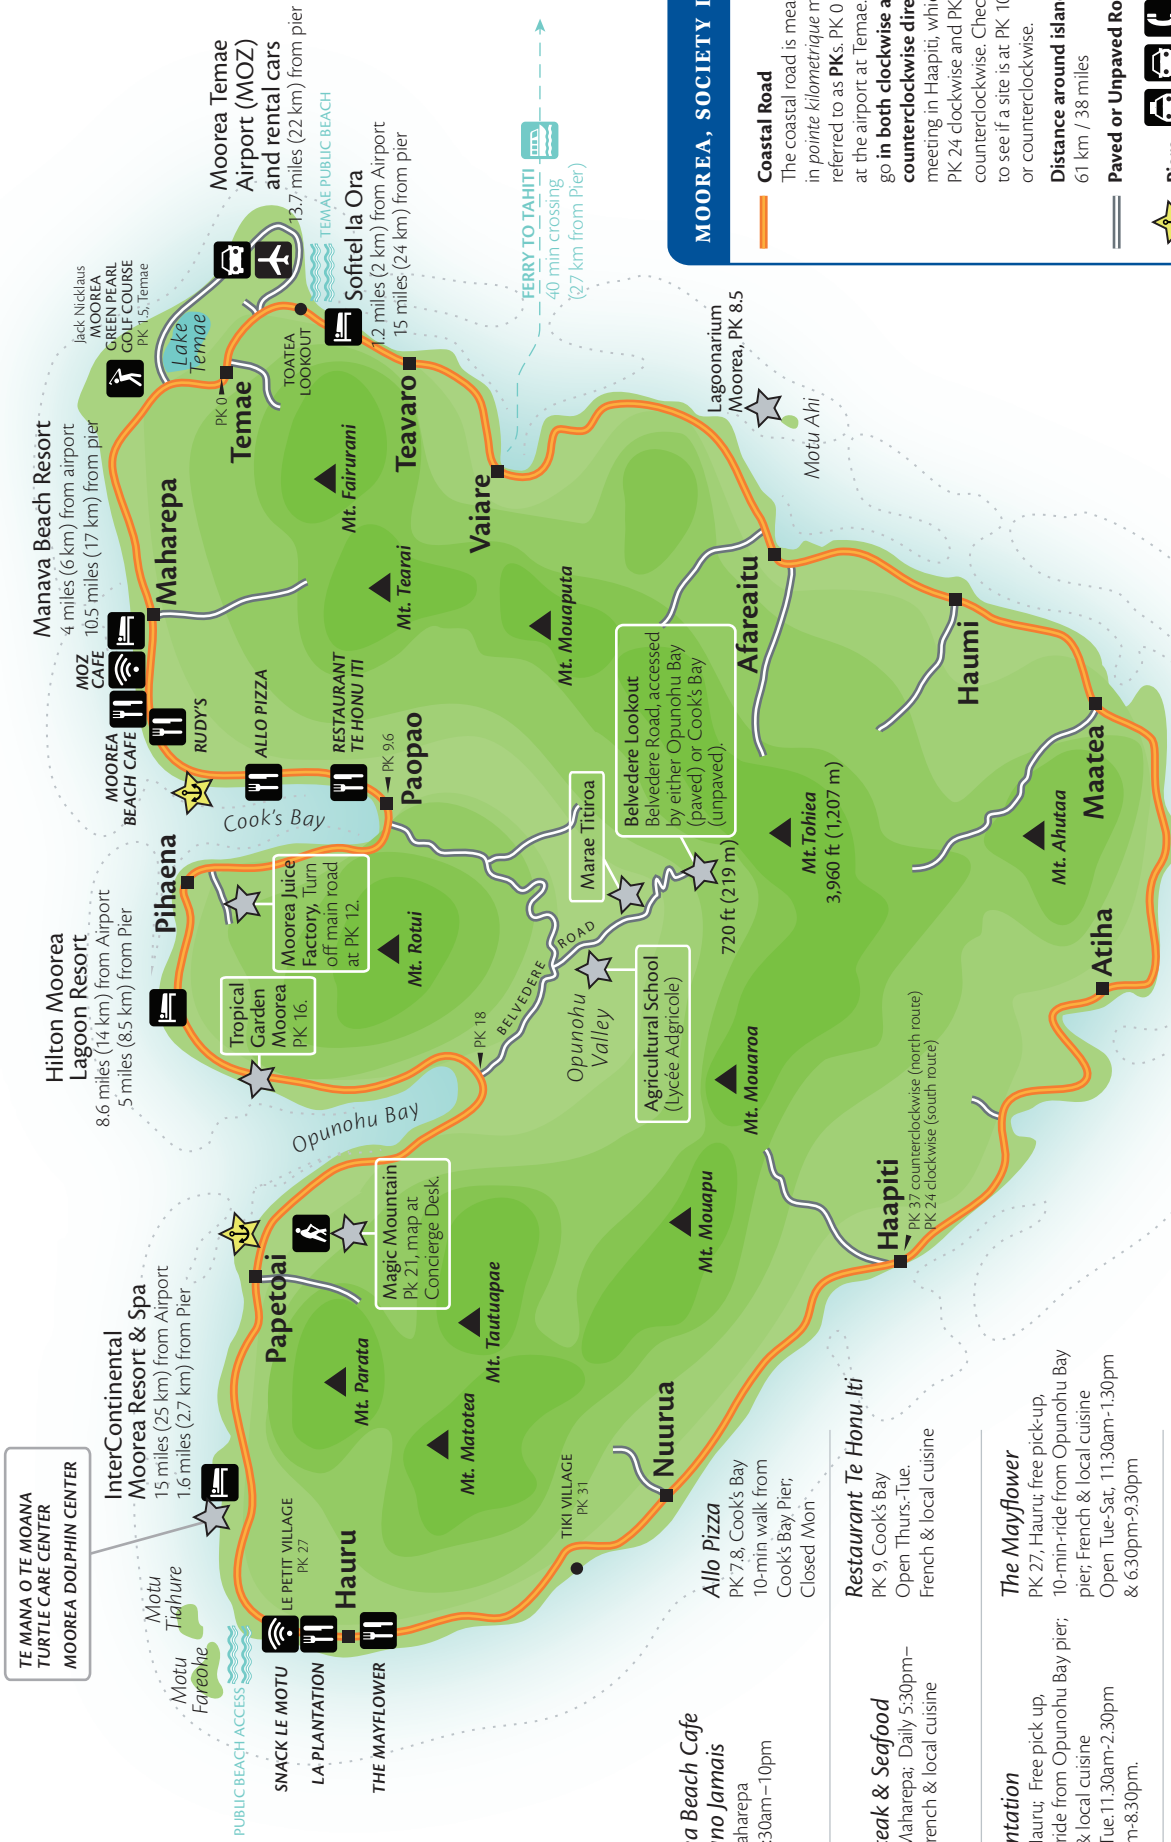 TE MANA O TE MOANA
TURTLE CARE CENTER
MOOREA DOLPHIN CENTER
InterContinental
Moorea Resort & Spa
15 miles (25 km) from Airport
1.6 miles (2.7 km) from Pier
Hilton Moorea
Lagoon Resort
8.6 miles (14 km) from Airport
5 miles (8.5 km) from Pier
Manava Beach Resort
4 miles (6 km) from airport
10.5 miles (17 km) from pier
Jack Nicklaus
MOOREA
GREEN PEARL
GOLF COURSE
PK 1.5, Temae
Moorea Temae
Airport (MOZ)
and rental cars
13.7 miles (22 km) from pier
TEMAE PUBLIC BEACH
Sofitel Ia Ora
1.2 miles (2 km) from Airport
15 miles (24 km) from pier
FERRY TO TAHITI
40 min crossing
(27 km from Pier)
Motu
Tiahure
Motu
Fareohe
PUBLIC BEACH ACCESS
SNACK LE MOTU
LA PLANTATION
THE MAYFLOWER
LE PETIT VILLAGE
PK 27
Hauru
TIKI VILLAGE
PK 31
Nuurua
Papetoai
Mt. Parata
Mt. Matotea
Mt. Tautuapae
Magic Mountain
Pk 21, map at
Concierge Desk.
Opunohu Bay
PK 18
Tropical
Garden
Moorea
PK 16.
Pihaena
Moorea Juice
Factory, Turn
off main road
at PK 12.
Mt. Rotui
Cook's Bay
MOZ
CAFE
MOOREA
BEACH CAFE
RUDY'S
ALLO PIZZA
RESTAURANT
TE HONU ITI
PK 9.6
Paopao
Maharepa
Lake
Temae
PK 0
Temae
TOATEA
LOOKOUT
Mt. Fairurani
Mt. Tearai
Teavaro
Vaiare
Mt. Mouaputa
BELVEDERE
ROAD
Opunohu
Valley
Marae Titiroa
Agricultural School
(Lycée Adgricole)
Belvedere Lookout
Belvedere Road, accessed
by either Opunohu Bay
(paved) or Cook's Bay
(unpaved).
720 ft (219 m)
Afareaitu
Lagoonarium
Moorea, PK 8.5
Motu Ahi
Mt. Mouaroa
Mt. Mouapu
Mt.Tohiea
3,960 ft (1,207 m)
Haumi
Haapiti
PK 37 counterclockwise (north route)
PK 24 clockwise (south route)
Mt. Ahutaa
Maatea
Atiha
MOOREA, SOCIETY I
Coastal Road
The coastal road is mea
in pointe kilometrique m
referred to as PKs. PK 0
at the airport at Temae.
go in both clockwise a
counterclockwise dire
meeting in Haapiti, whic
PK 24 clockwise and PK
counterclockwise. Chec
to see if a site is at PK 10
or counterclockwise.
Distance around islan
61 km / 38 miles
Paved or Unpaved Ro
a Beach Cafe
no Jamais
aharepa
:30am–10pm
eak & Seafood
Maharepa; Daily 5:30pm–
rench & local cuisine
ntation
auru; Free pick up,
ride from Opunohu Bay pier;
& local cuisine
Tue.11.30am-2.30pm
m-8.30pm.
Allo Pizza
PK 7.8, Cook's Bay
10-min walk from
Cook's Bay Pier;
Closed Mon
Restaurant Te Honu Iti
PK 9, Cook's Bay
Open Thurs.-Tue.
French & local cuisine
The Mayflower
PK 27, Hauru; free pick-up,
10-min-ride from Opunohu Bay
pier; French & local cuisine
Open Tue-Sat, 11.30am-1.30pm
& 6.30pm-9.30pm